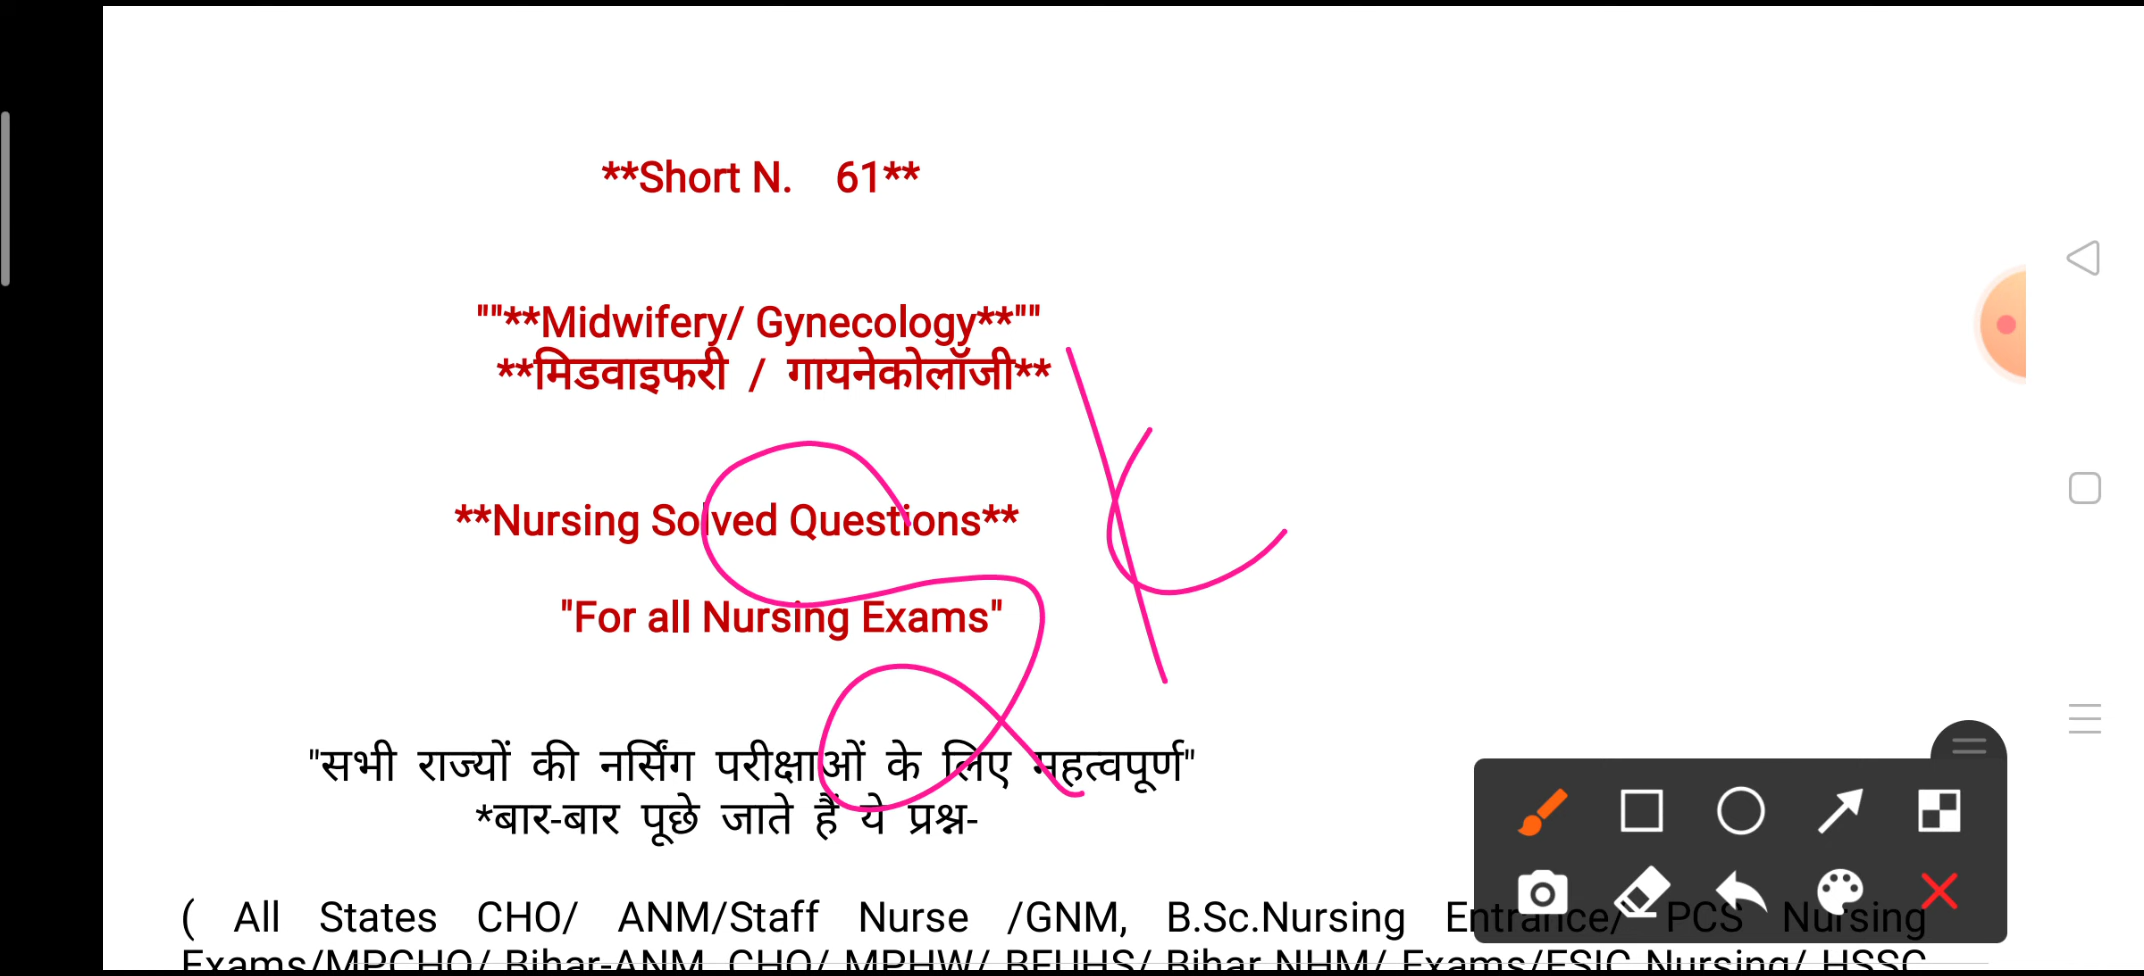 **Short N. 61**
""**Midwifery/ Gynecology**""
**मिडवाइफरी / गायनेकोलॉजी**
**Nursing Solved Questions**
"For all Nursing Exams"
"सभी राज्यों की नर्सिंग परीक्षाओं के लिए महत्वपूर्ण"
*बार-बार पूछे जाते हैं ये प्रश्न-
( All States CHO/ ANM/Staff Nurse /GNM, B.Sc.Nursing Entrance/ PCS Nursing
Exams/MPCHO/ Bihar-ANM, CHO/ MPHW/ BFUHS/ Bihar NHM/ Exams/ESIC Nursing/ HSSC